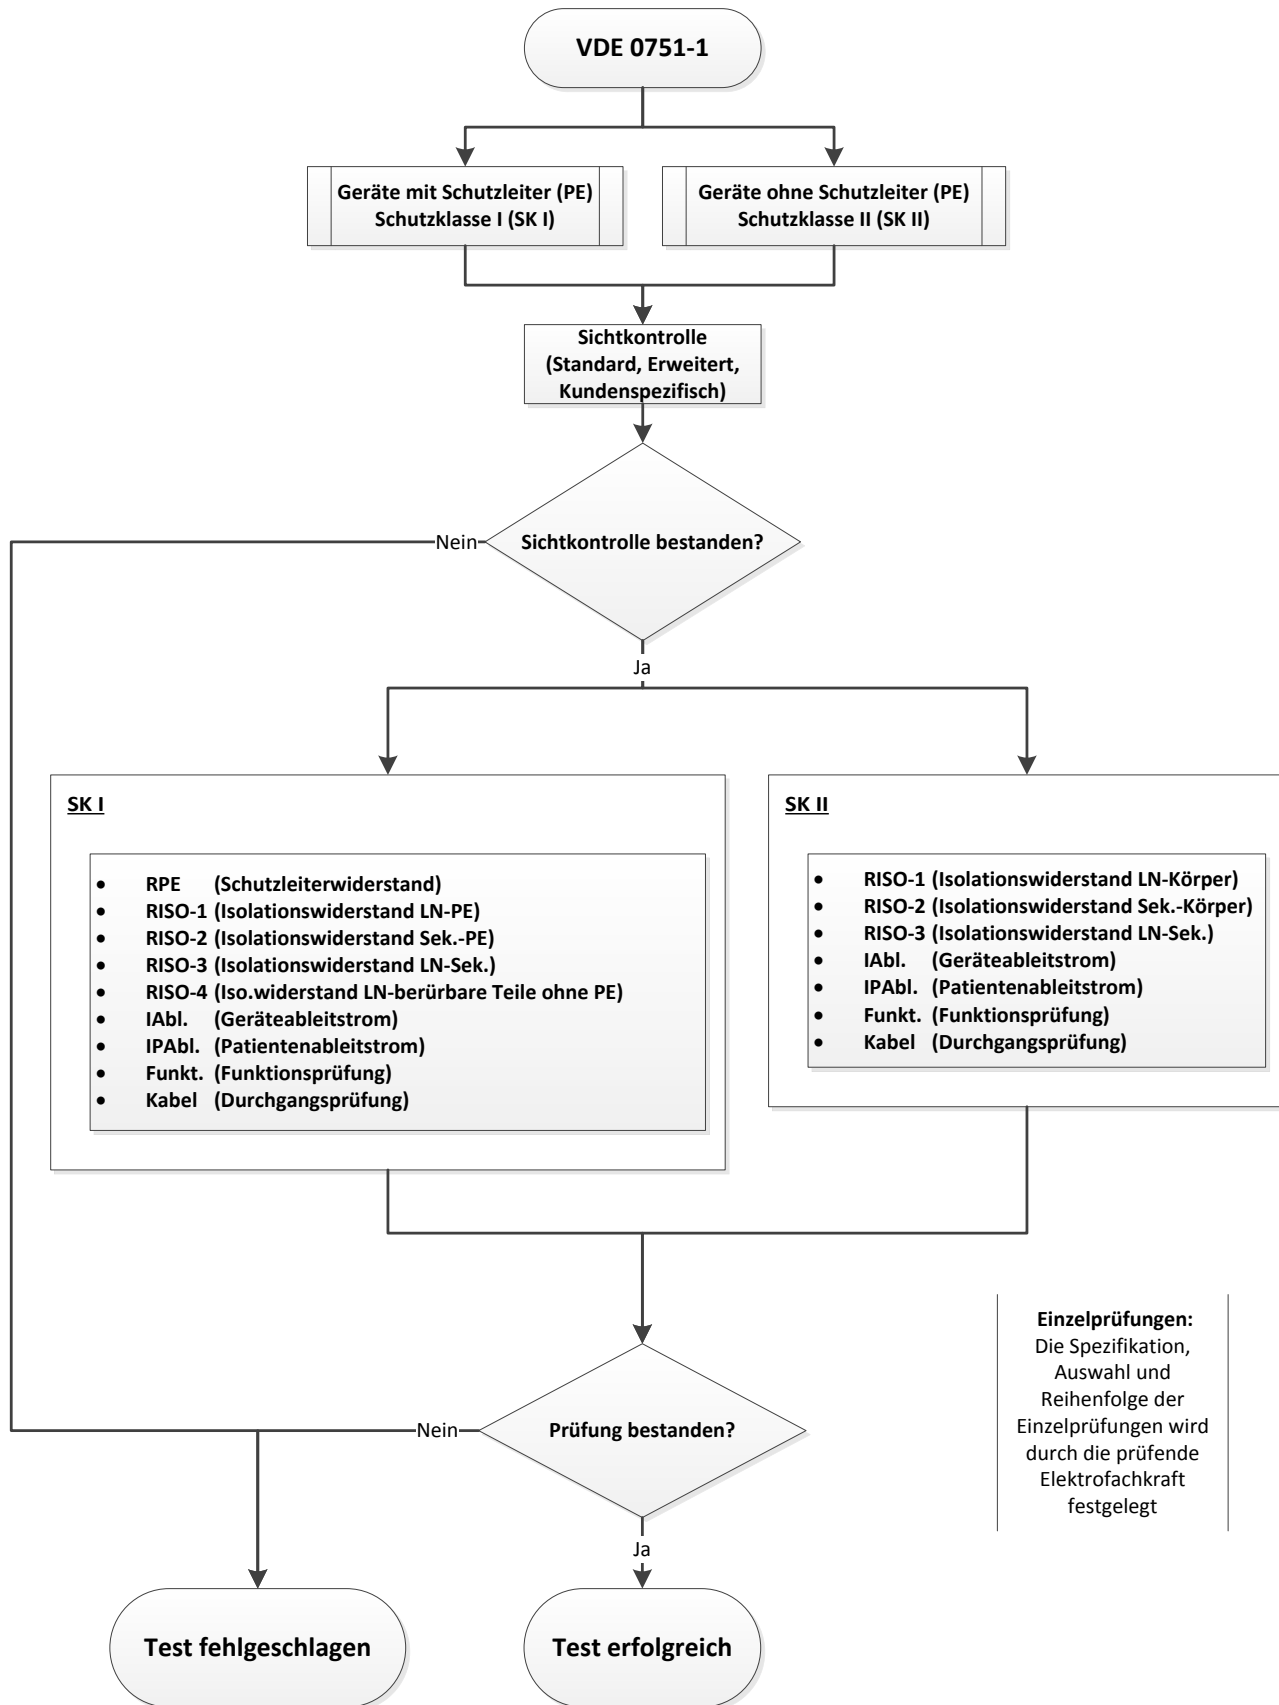 VDE 0751-1
Geräte mit Schutzleiter (PE)
Schutzklasse I (SK I)
Geräte ohne Schutzleiter (PE)
Schutzklasse II (SK II)
Sichtkontrolle
(Standard, Erweitert,
Kundenspezifisch)
Sichtkontrolle bestanden?
Nein
Ja
SK I
• RPE (Schutzleiterwiderstand)
• RISO-1 (Isolationswiderstand LN-PE)
• RISO-2 (Isolationswiderstand Sek.-PE)
• RISO-3 (Isolationswiderstand LN-Sek.)
• RISO-4 (Iso.widerstand LN-berürbare Teile ohne PE)
• IAbl. (Geräteableitstrom)
• IPAbl. (Patientenableitstrom)
• Funkt. (Funktionsprüfung)
• Kabel (Durchgangsprüfung)
SK II
• RISO-1 (Isolationswiderstand LN-Körper)
• RISO-2 (Isolationswiderstand Sek.-Körper)
• RISO-3 (Isolationswiderstand LN-Sek.)
• IAbl. (Geräteableitstrom)
• IPAbl. (Patientenableitstrom)
• Funkt. (Funktionsprüfung)
• Kabel (Durchgangsprüfung)
Einzelprüfungen:
Die Spezifikation,
Auswahl und
Reihenfolge der
Einzelprüfungen wird
durch die prüfende
Elektrofachkraft
festgelegt
Prüfung bestanden?
Nein
Ja
Test fehlgeschlagen
Test erfolgreich